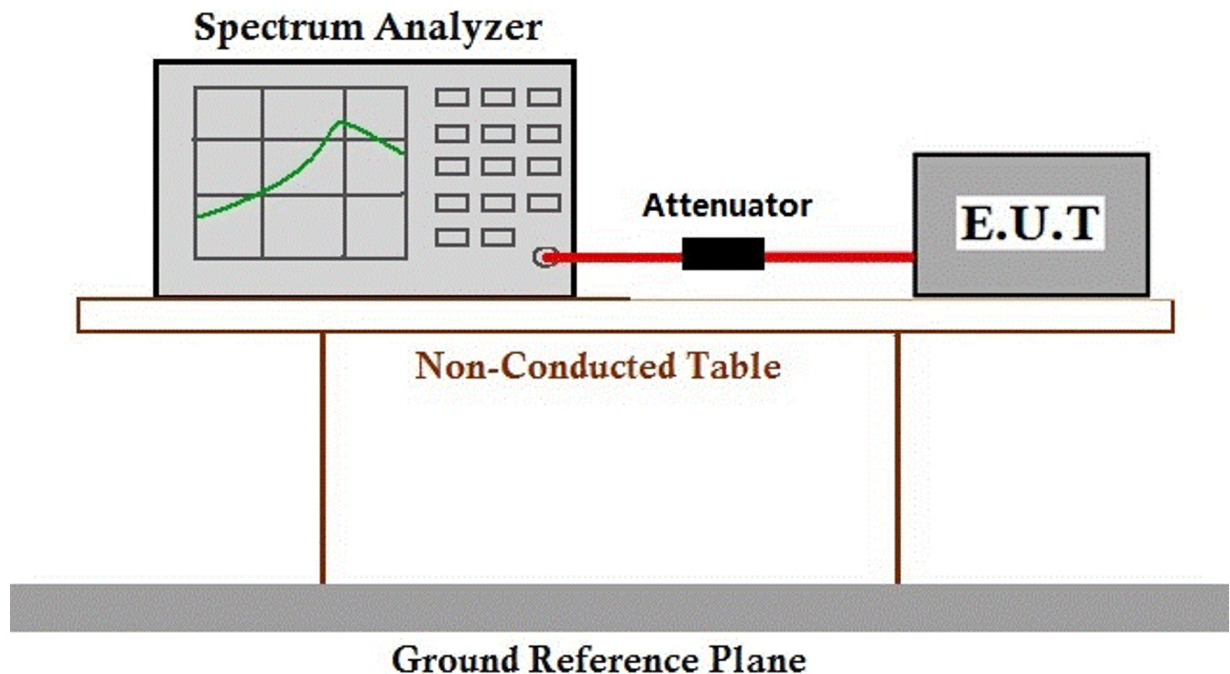 Spectrum Analyzer
Attenuator
E.U.T
Non-Conducted Table
Ground Reference Plane